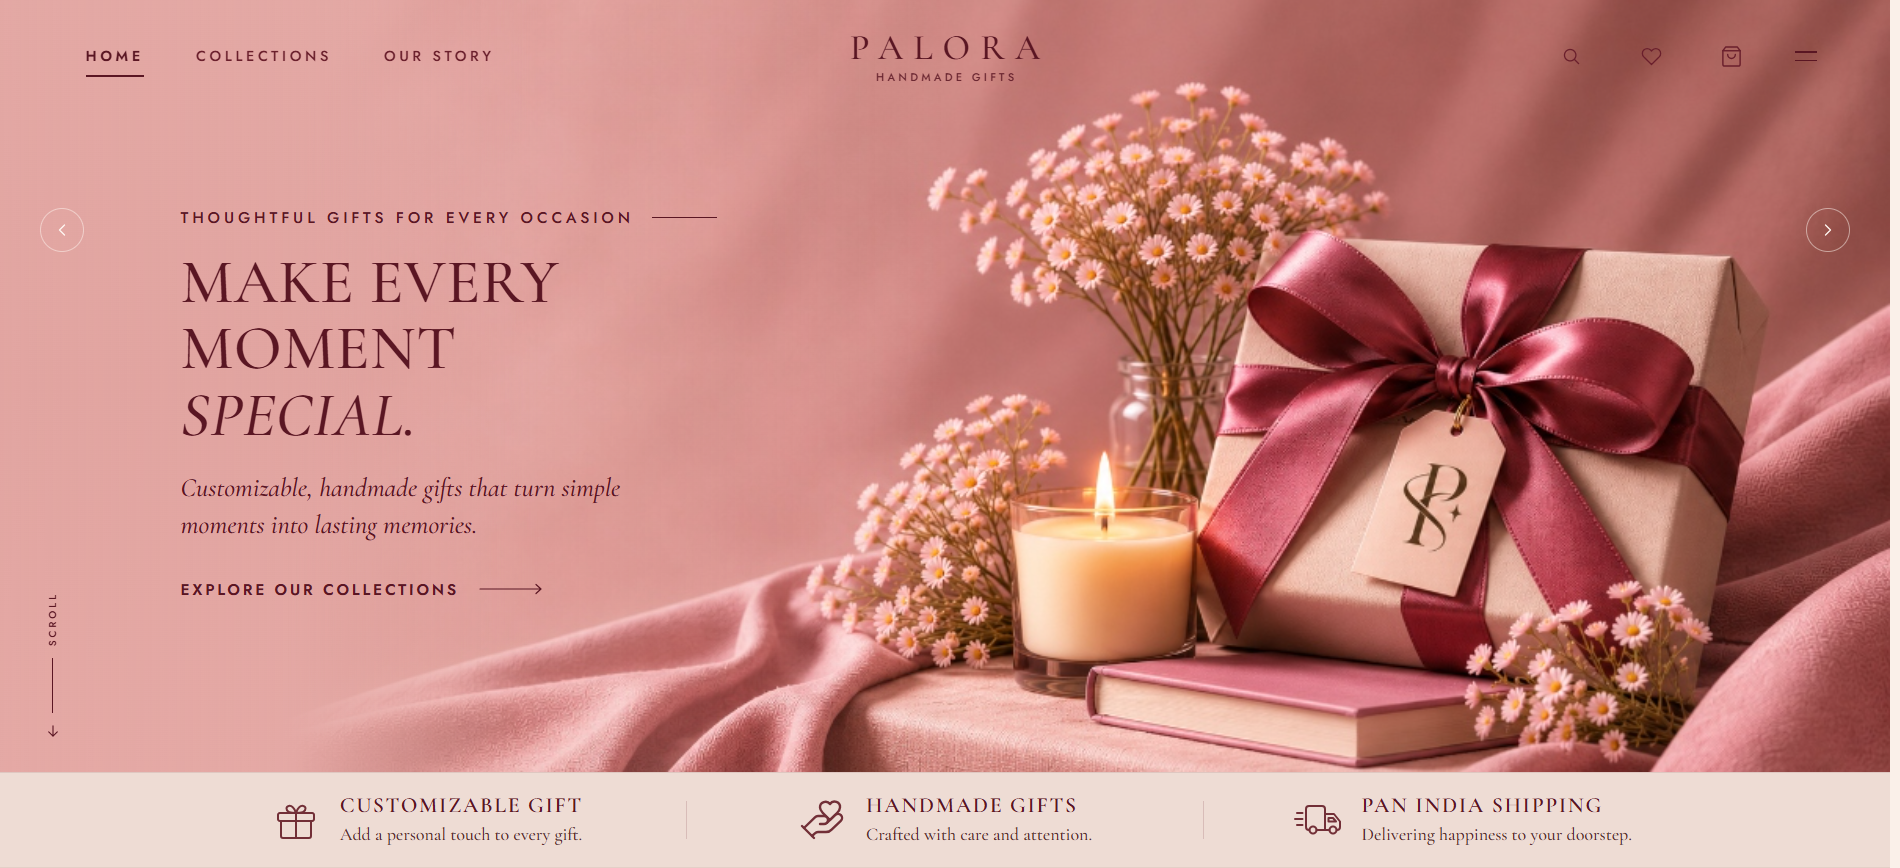 HOME COLLECTIONS OUR STORY
PALORA
HANDMADE GIFTS
THOUGHTFUL GIFTS FOR EVERY OCCASION
MAKE EVERY
MOMENT
SPECIAL.
Customizable, handmade gifts that turn simple
moments into lasting memories.
EXPLORE OUR COLLECTIONS
SCROLL
CUSTOMIZABLE GIFT
Add a personal touch to every gift.
HANDMADE GIFTS
Crafted with care and attention.
PAN INDIA SHIPPING
Delivering happiness to your doorstep.